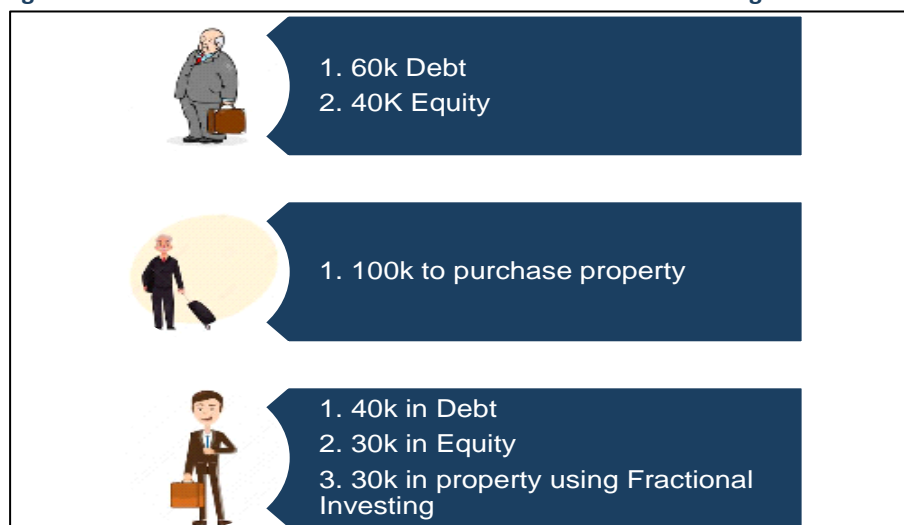 1. 60k Debt
2. 40K Equity
1. 100k to purchase property
1. 40k in Debt
2. 30k in Equity
3. 30k in property using Fractional
Investing